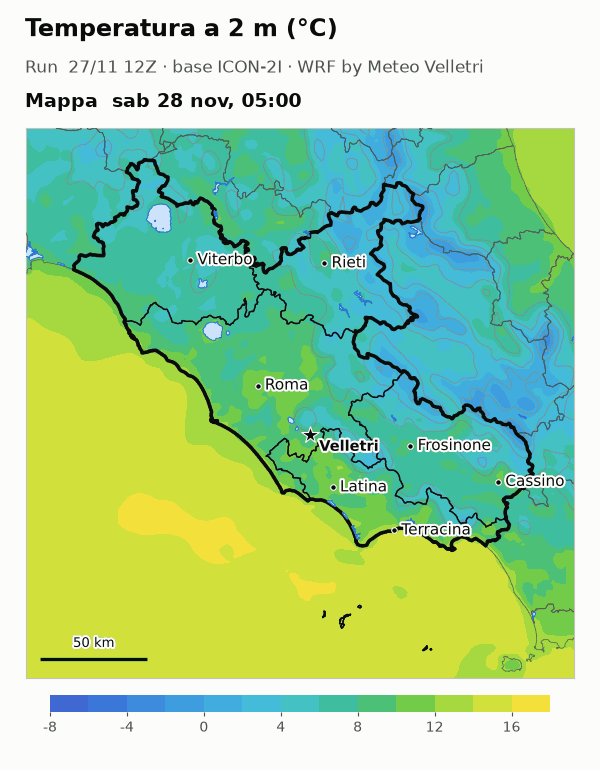 Temperatura a 2 m (°C)
Run  27/11 12Z · base ICON-2I · WRF by Meteo Velletri
Mappa  sab 28 nov, 05:00
Viterbo
Rieti
Roma
Velletri
Frosinone
Latina
Cassino
Terracina
50 km
-8 -4 0 4 8 12 16